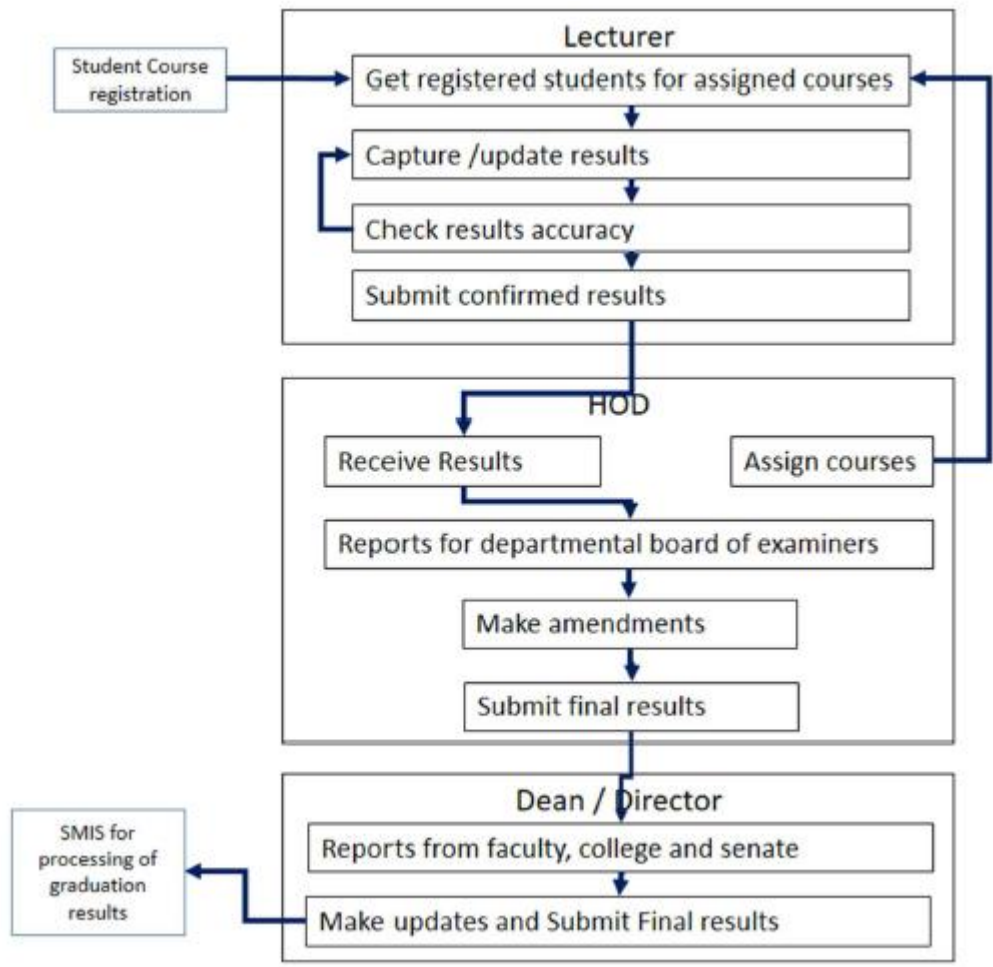 Lecturer
Student Course
registration
Get registered students for assigned courses
Capture /update results
Check results accuracy
Submit confirmed results
HOD
Receive Results
Assign courses
Reports for departmental board of examiners
Make amendments
Submit final results
Dean / Director
SMIS for
processing of
graduation
results
Reports from faculty, college and senate
Make updates and Submit Final results